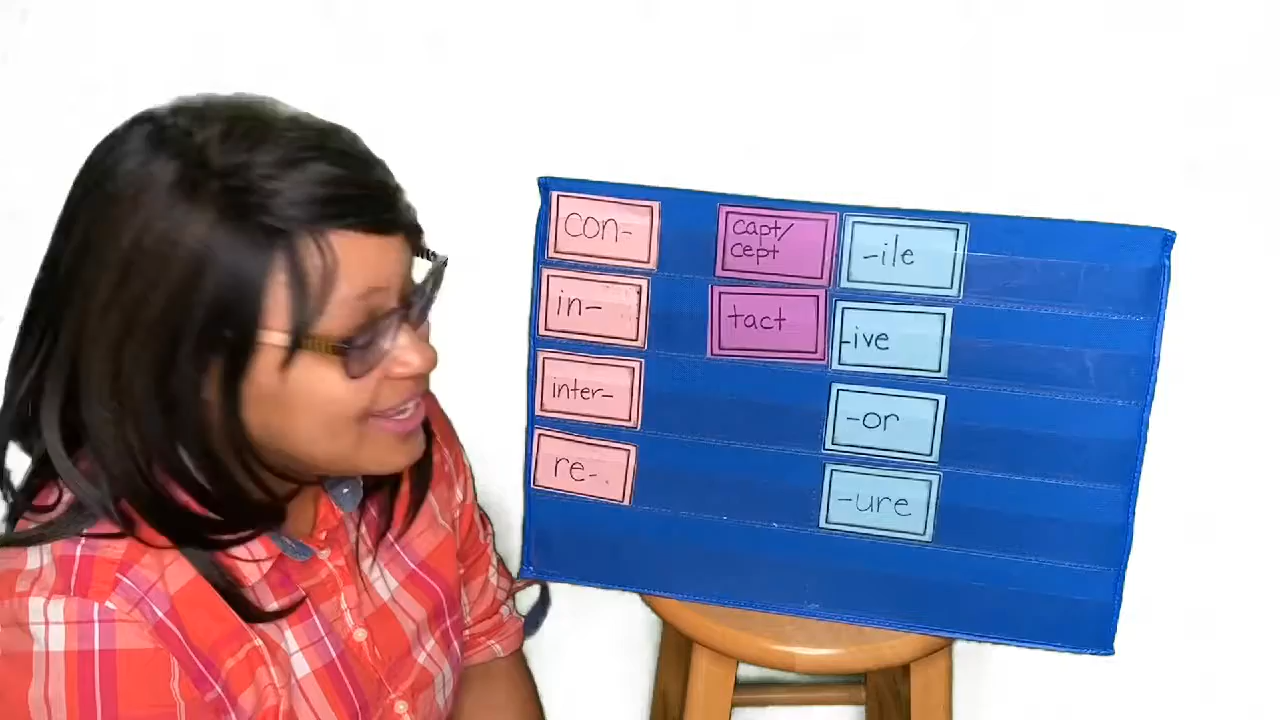 con-
in-
inter-
re-
capt/
cept
tact
-ile
-ive
-or
-ure